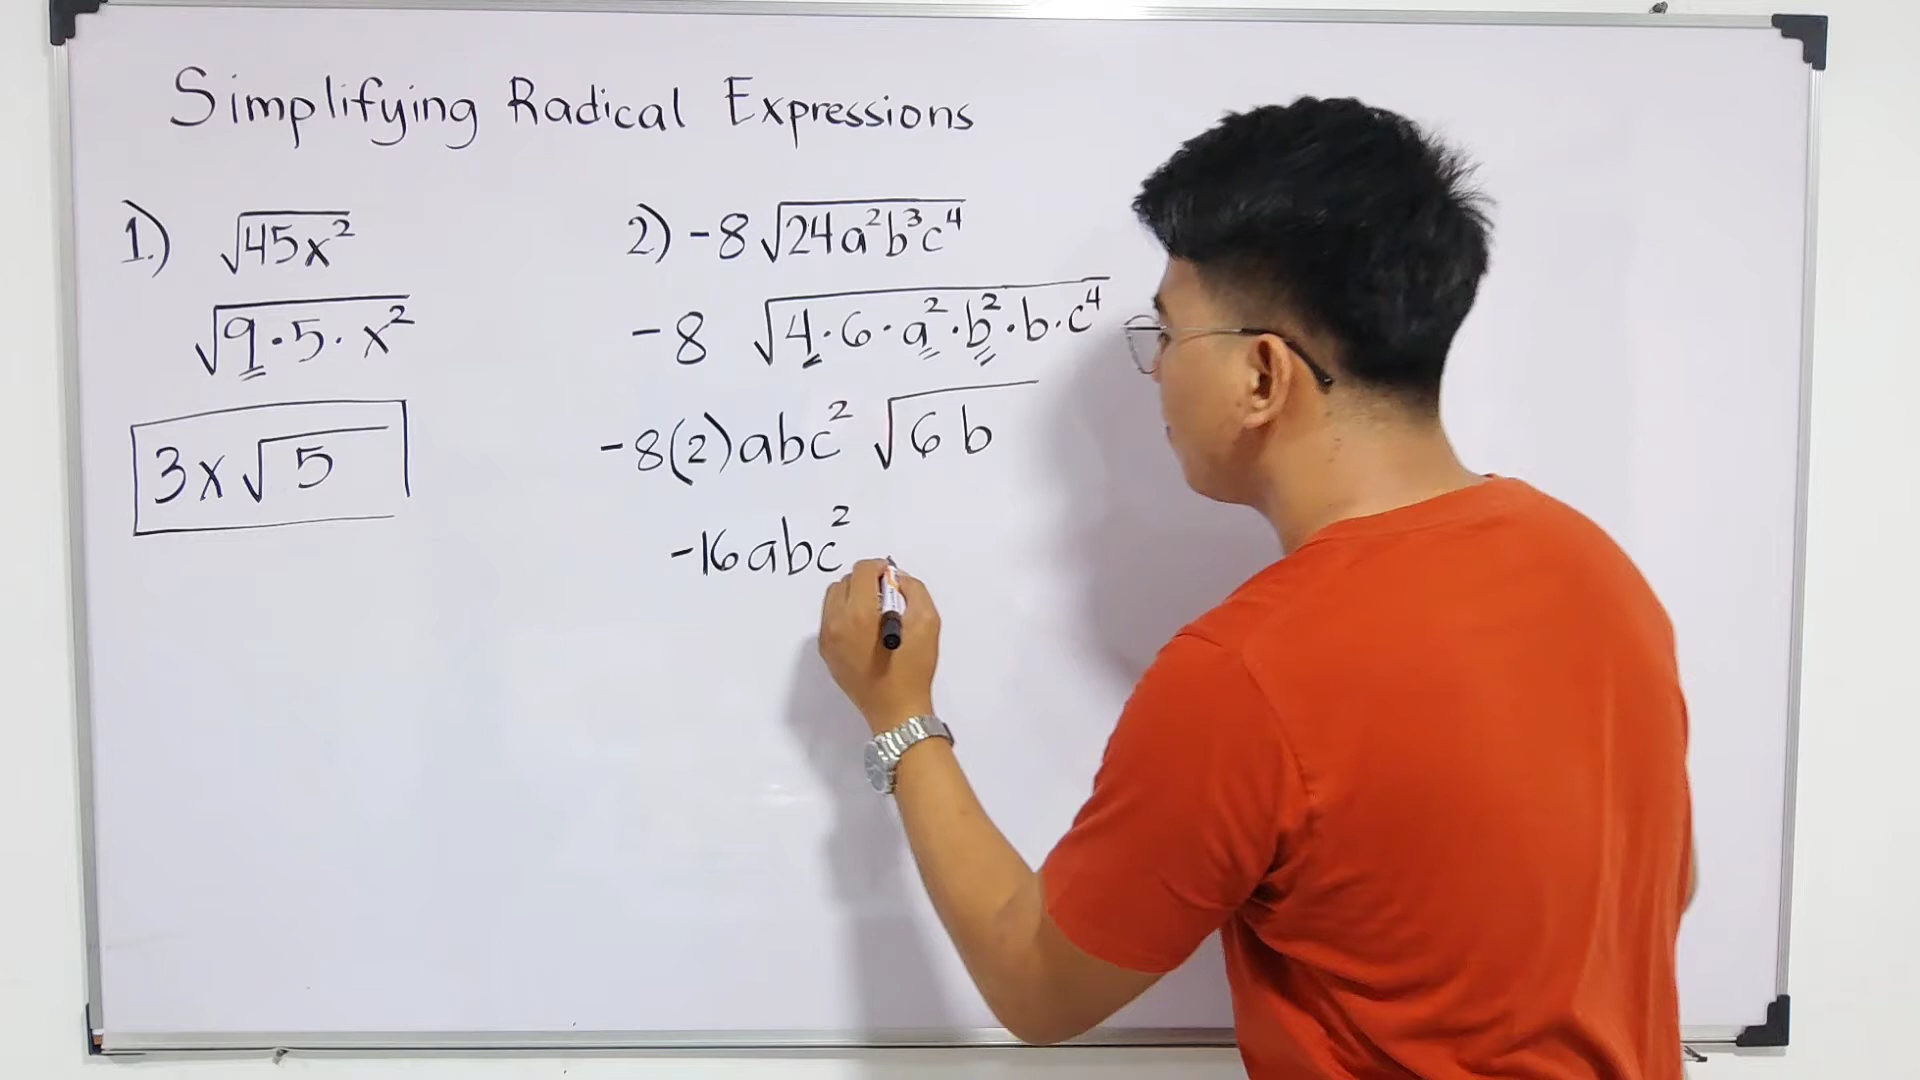 Simplifying Radical Expressions
1.) √45x²
√9·5·x²
3x√5
2) -8√24a²b³c⁴
-8 √4·6·a²·b²·b·c⁴
-8(2)abc²√6b
-16abc²